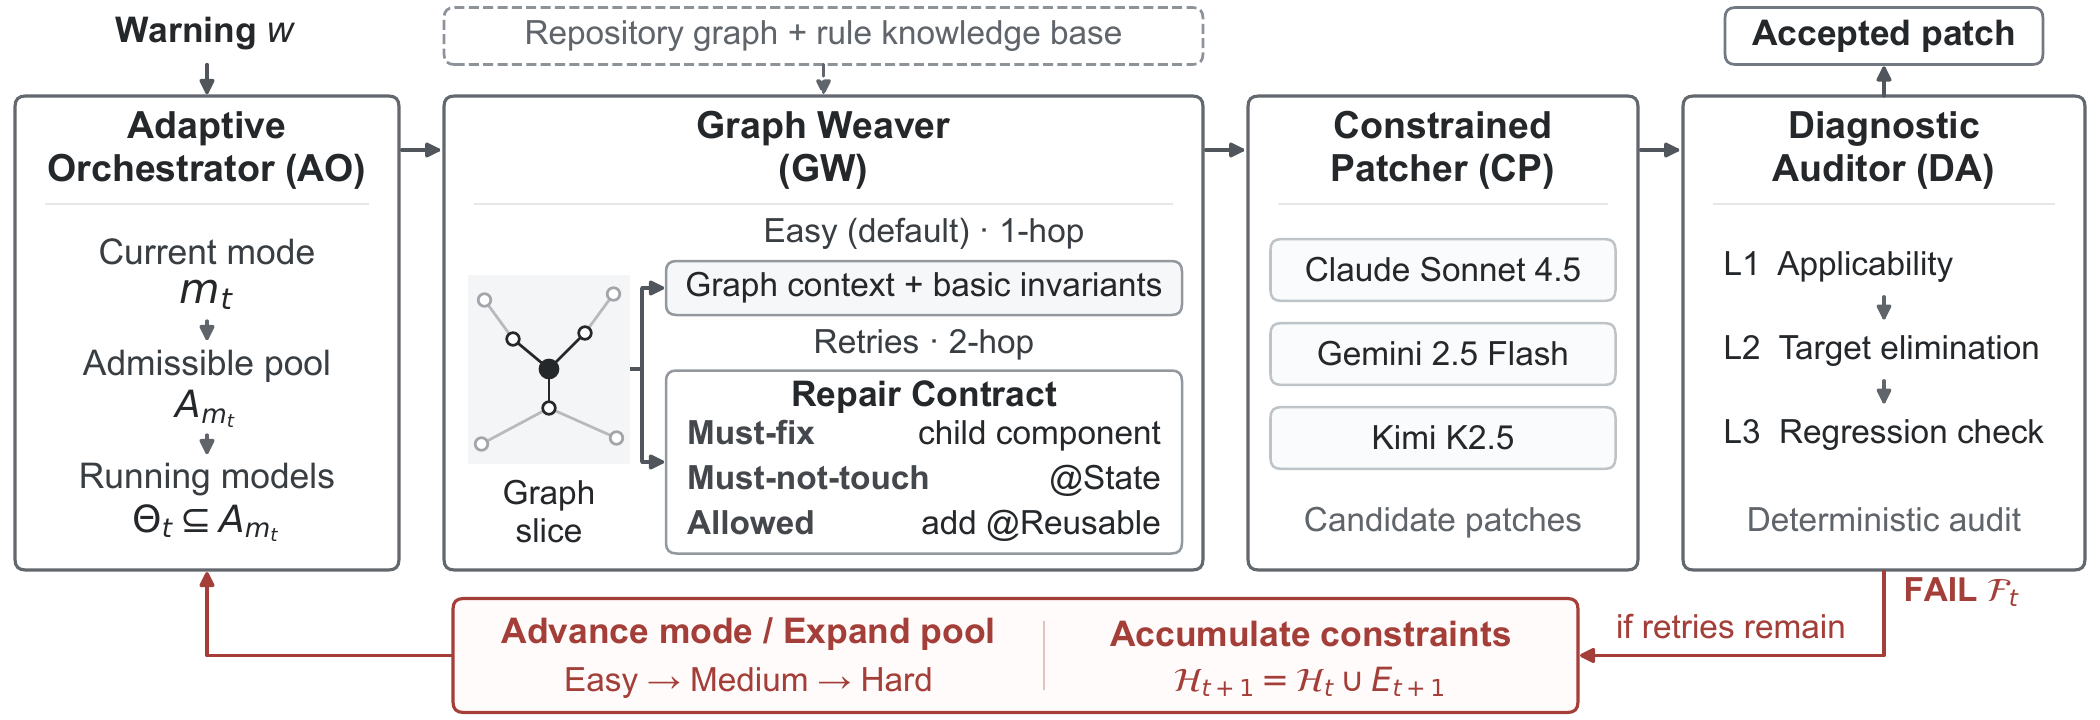 Warning w
Repository graph + rule knowledge base
Accepted patch
Adaptive
Orchestrator (AO)
Current mode
m_t
Admissible pool
A_{m_t}
Running models
Θ_t ⊆ A_{m_t}
Graph Weaver
(GW)
Easy (default) · 1-hop
Graph context + basic invariants
Retries · 2-hop
Repair Contract
Must-fix child component
Must-not-touch @State
Allowed add @Reusable
Graph
slice
Constrained
Patcher (CP)
Claude Sonnet 4.5
Gemini 2.5 Flash
Kimi K2.5
Candidate patches
Diagnostic
Auditor (DA)
L1 Applicability
L2 Target elimination
L3 Regression check
Deterministic audit
FAIL ℱ_t
if retries remain
Advance mode / Expand pool
Easy → Medium → Hard
Accumulate constraints
ℋ_{t+1} = ℋ_t ∪ E_{t+1}